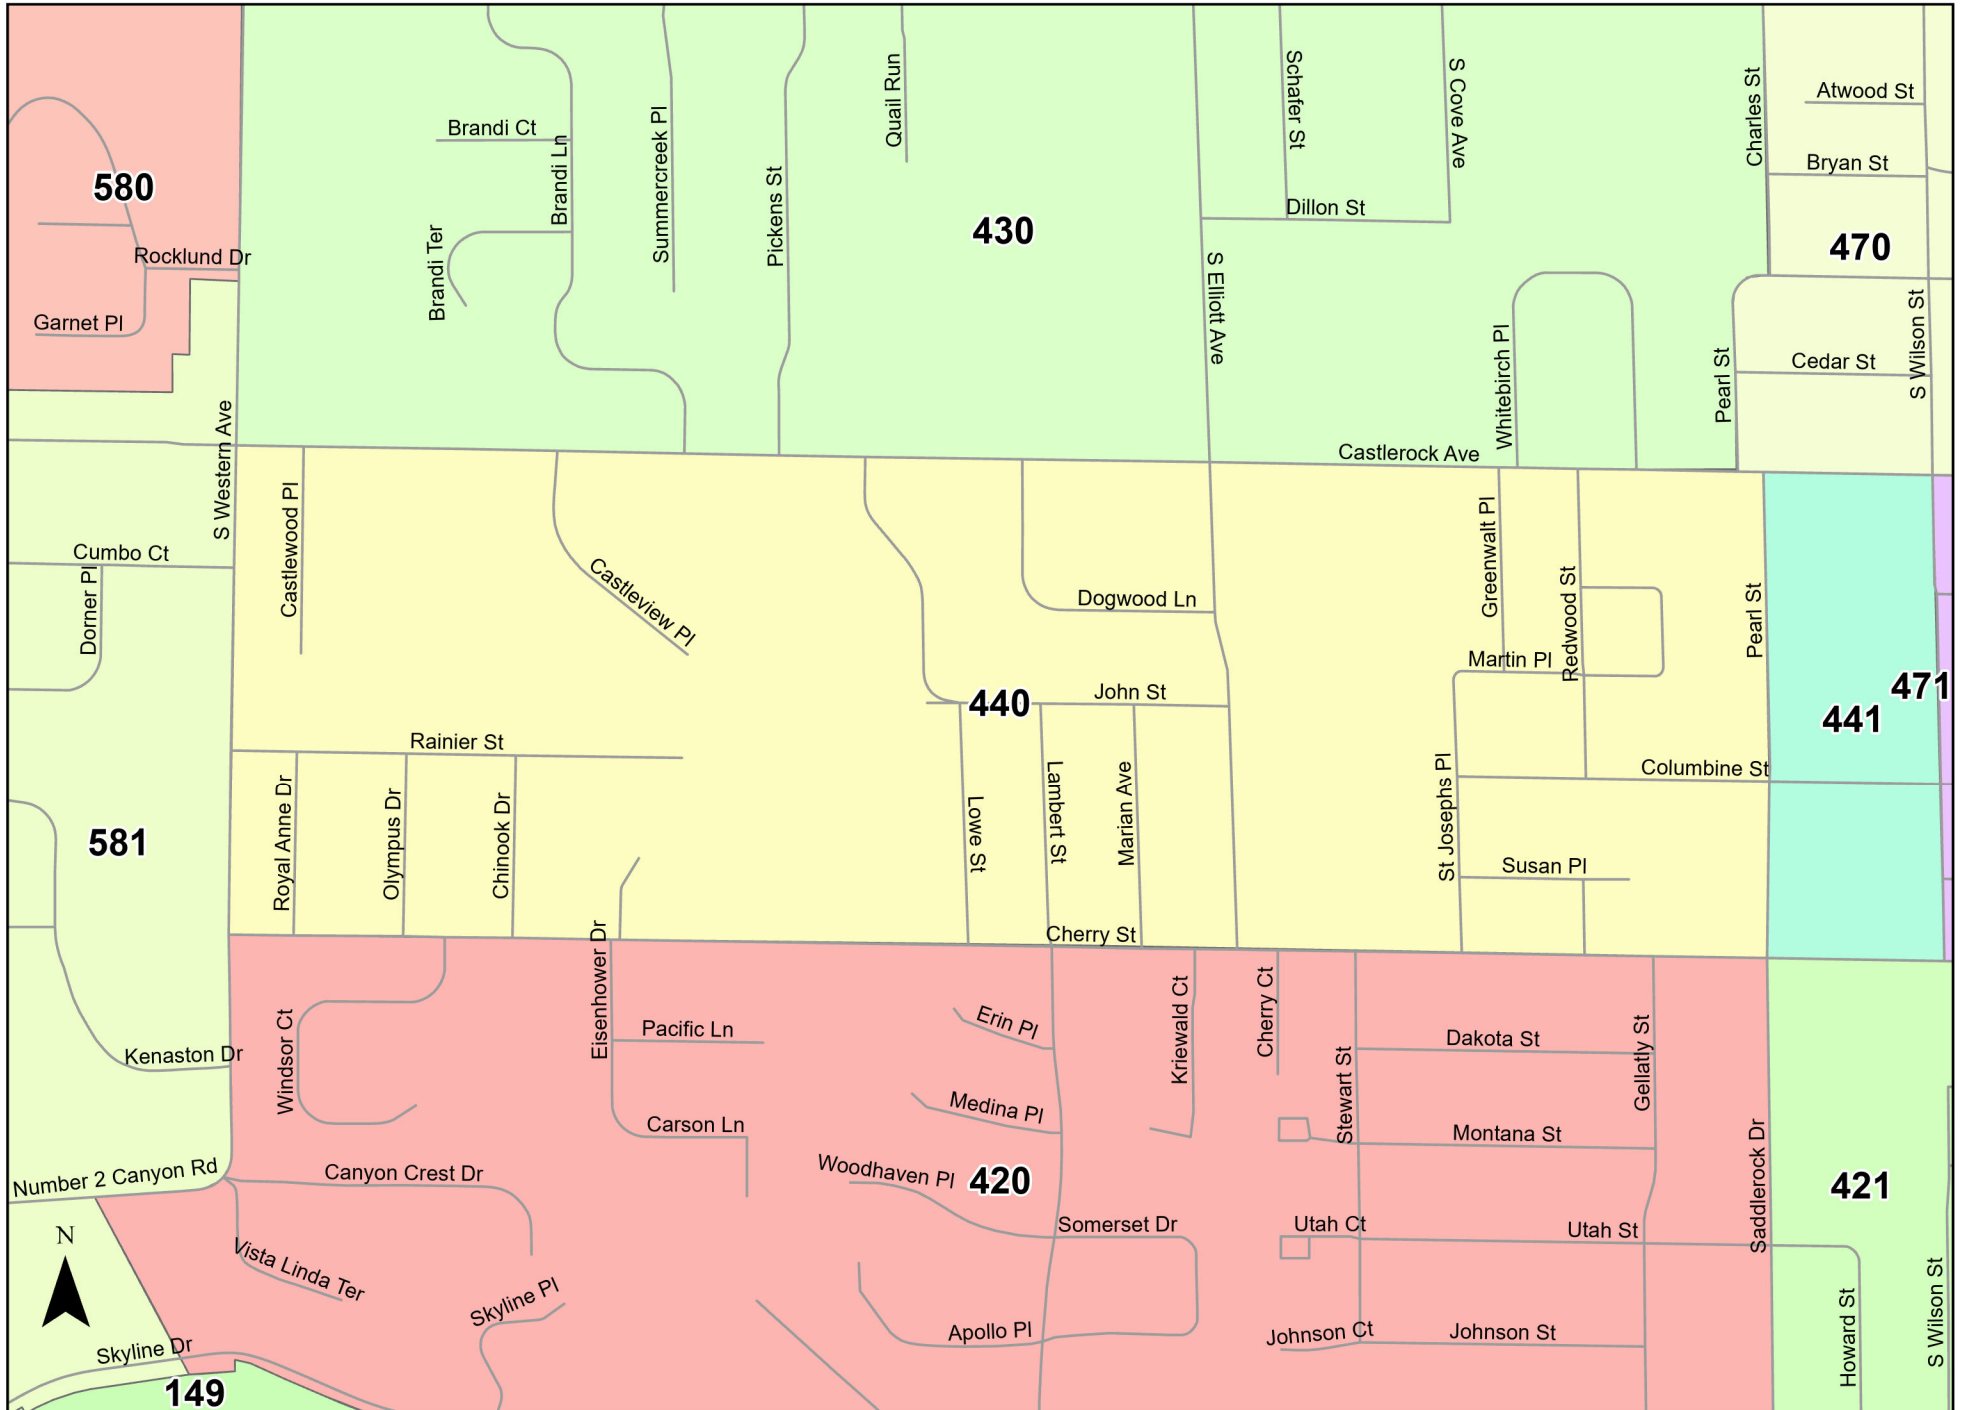 Atwood St
Schafer St
S Cove Ave
Quail Run
Charles St
Summercreek Pl
Brandi Ct
Brandi Ln
Bryan St
580
Pickens St
Dillon St
430
470
Rocklund Dr
Brandi Ter
S Elliott Ave
Garnet Pl
S Wilson St
Whitebirch Pl
Pearl St
Cedar St
S Western Ave
Castlerock Ave
Castlewood Pl
Cumbo Ct
Dorner Pl
Castleview Pl
Dogwood Ln
Greenwalt Pl
Redwood St
Pearl St
Martin Pl
471
John St
440
441
Rainier St
Columbine St
Royal Anne Dr
Olympus Dr
Chinook Dr
Lowe St
Lambert St
Marian Ave
St Josephs Pl
581
Susan Pl
Cherry St
Eisenhower Dr
Windsor Ct
Pacific Ln
Erin Pl
Kriewald Ct
Cherry Ct
Stewart St
Dakota St
Gellatly St
Kenaston Dr
Medina Pl
Carson Ln
Montana St
Saddlerock Dr
Number 2 Canyon Rd
Canyon Crest Dr
Woodhaven Pl
420
421
Somerset Dr
Utah Ct
Utah St
N
Vista Linda Ter
Skyline Pl
Apollo Pl
Johnson Ct
Johnson St
Howard St
S Wilson St
Skyline Dr
149